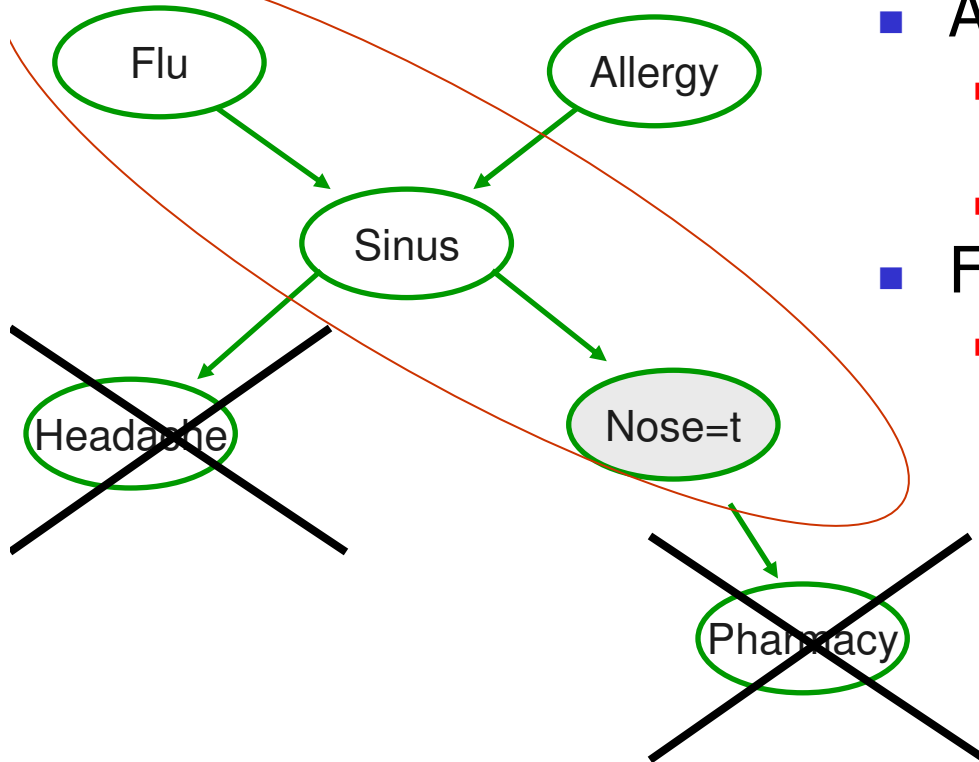 Flu
Allergy
Sinus
Headache
Nose=t
Pharmacy
A
F